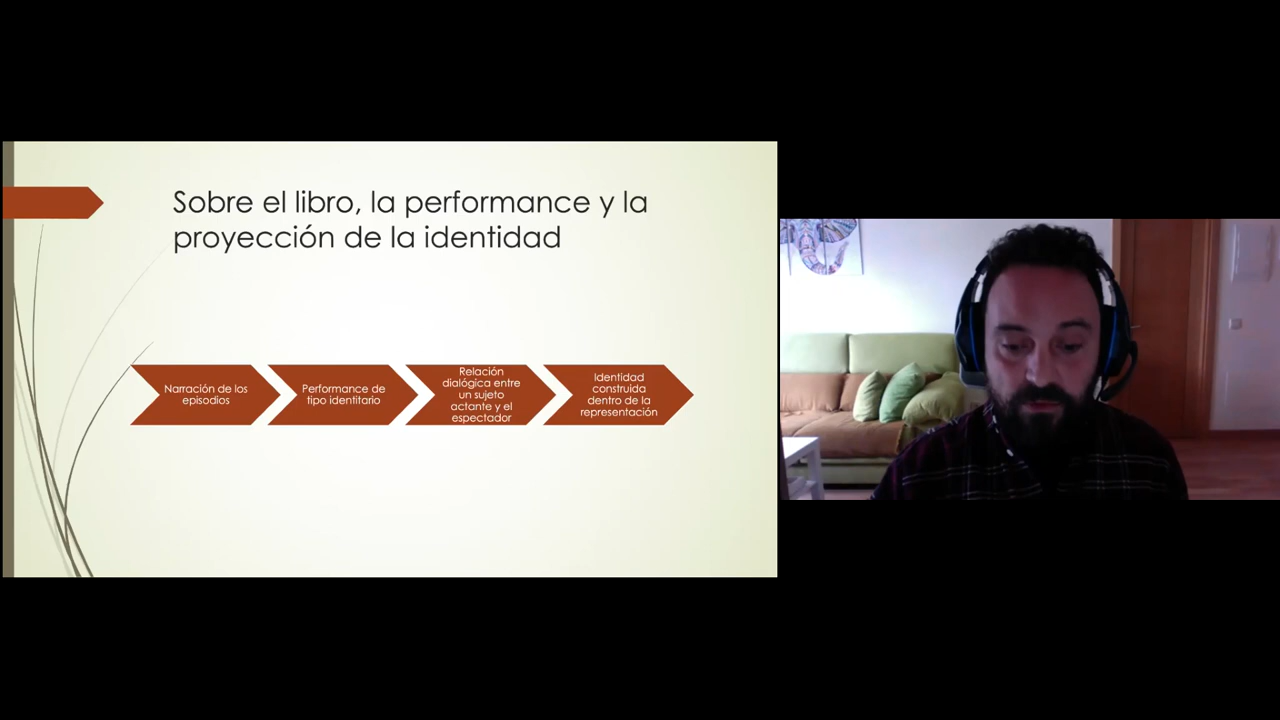 Sobre el libro, la performance y la
proyección de la identidad
Narración de los
episodios
Performance de
tipo identitario
Relación
dialógica entre
un sujeto
actante y el
espectador
Identidad
construida
dentro de la
representación